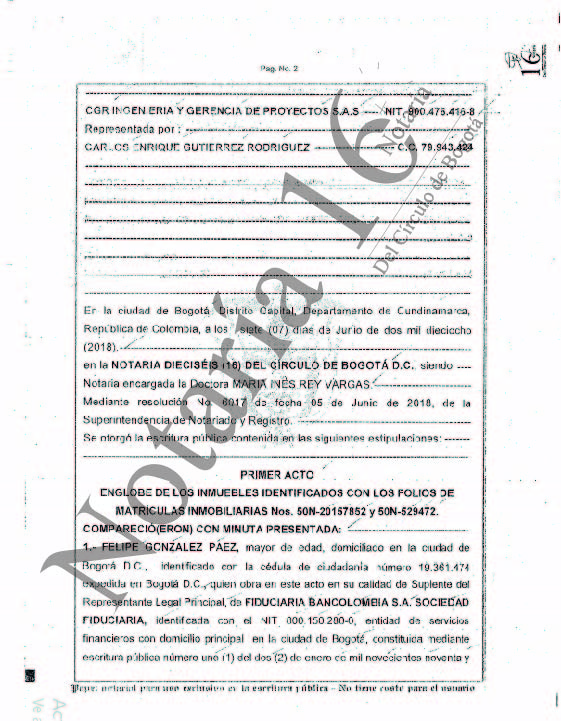 Pag. No. 2
16
CGR INGENIERIA Y GERENCIA DE PROYECTOS S.A.S ----- NIT. 900.475.416-8
Representada por :
CARLOS ENRIQUE GUTIERREZ RODRIGUEZ ---------- C.C. 79.943.424
En la ciudad de Bogotá, Distrito Capital, Departamento de Cundinamarca,
República de Colombia, a los siete (07) días de Junio de dos mil dieciocho
(2018).
en la NOTARIA DIECISÉIS (16) DEL CÍRCULO DE BOGOTÁ D.C., siendo ----
Notaria encargada la Doctora MARIA INÉS REY VARGAS.
Mediante resolución No. 6017 de fecha 05 de Junio de 2018, de la
Superintendencia de Notariado y Registro.
Se otorgó la escritura pública contenida en las siguientes estipulaciones: -------
PRIMER ACTO
ENGLOBE DE LOS INMUEBLES IDENTIFICADOS CON LOS FOLIOS DE
MATRÍCULAS INMOBILIARIAS Nos. 50N-20157852 y 50N-529472.
COMPARECIÓ(ERON) CON MINUTA PRESENTADA:
1.- FELIPE GONZALEZ PÁEZ, mayor de edad, domiciliado en la ciudad de
Bogotá D.C., identificado con la cédula de ciudadanía número 19.361.474
expedida en Bogotá D.C., quien obra en este acto en su calidad de Suplente del
Representante Legal Principal, de FIDUCIARIA BANCOLOMBIA S.A. SOCIEDAD
FIDUCIARIA, identificada con el NIT 800.150.280-0, entidad de servicios
financieros con domicilio principal en la ciudad de Bogotá, constituida mediante
escritura pública número uno (1) del dos (2) de enero de mil novecientos noventa y
Papel notarial para uso exclusivo en la escritura pública - No tiene costo para el usuario
Notaría 16
Notaría
Del Círculo de Bogotá